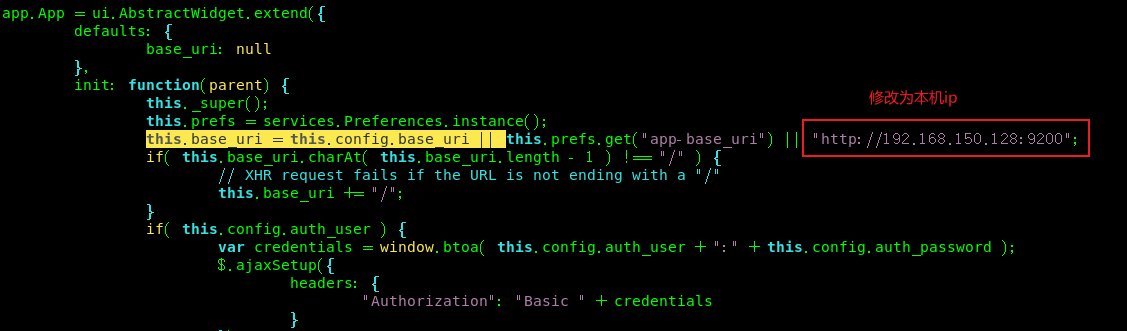 app.App = ui.AbstractWidget.extend({
defaults: {
base_uri: null
},
init: function(parent) {
this._super();
修改为本机ip
this.prefs = services.Preferences.instance();
this.base_uri = this.config.base_uri || this.prefs.get("app-base_uri") || "http://192.168.150.128:9200";
if( this.base_uri.charAt( this.base_uri.length - 1 ) !== "/" ) {
// XHR request fails if the URL is not ending with a "/"
this.base_uri += "/";
}
if( this.config.auth_user ) {
var credentials = window.btoa( this.config.auth_user + ":" + this.config.auth_password );
$.ajaxSetup({
headers: {
"Authorization": "Basic " + credentials
}